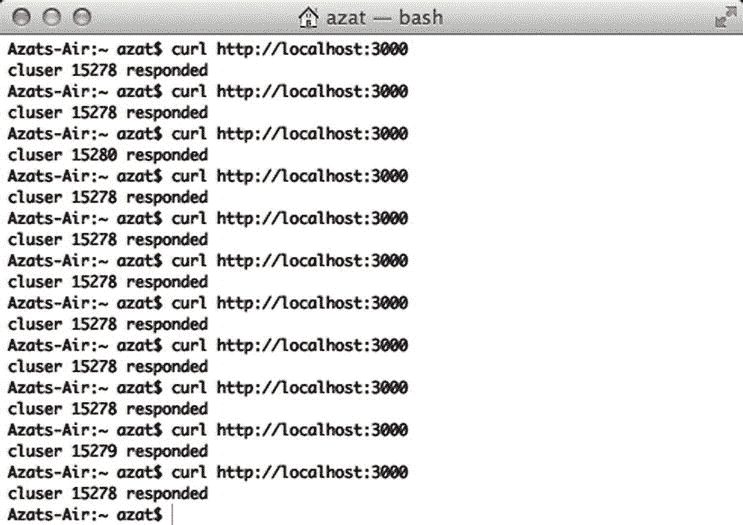 azat — bash
Azats-Air:~ azat$ curl http://localhost:3000
cluser 15278 responded
Azats-Air:~ azat$ curl http://localhost:3000
cluser 15278 responded
Azats-Air:~ azat$ curl http://localhost:3000
cluser 15280 responded
Azats-Air:~ azat$ curl http://localhost:3000
cluser 15278 responded
Azats-Air:~ azat$ curl http://localhost:3000
cluser 15278 responded
Azats-Air:~ azat$ curl http://localhost:3000
cluser 15278 responded
Azats-Air:~ azat$ curl http://localhost:3000
cluser 15278 responded
Azats-Air:~ azat$ curl http://localhost:3000
cluser 15278 responded
Azats-Air:~ azat$ curl http://localhost:3000
cluser 15278 responded
Azats-Air:~ azat$ curl http://localhost:3000
cluser 15279 responded
Azats-Air:~ azat$ curl http://localhost:3000
cluser 15278 responded
Azats-Air:~ azat$